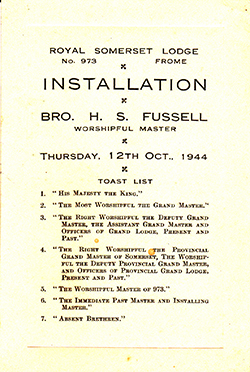 ROYAL SOMERSET LODGE
No. 973 FROME
INSTALLATION
BRO. H. S. FUSSELL
WORSHIPFUL MASTER
THURSDAY, 12TH OCT., 1944
TOAST LIST
1. "HIS MAJESTY THE KING."
2. "THE MOST WORSHIPFUL THE GRAND MASTER."
3. "THE RIGHT WORSHIPFUL THE DEPUTY GRAND
MASTER, THE ASSISTANT GRAND MASTER AND
OFFICERS OF GRAND LODGE, PRESENT AND
PAST."
4. "THE RIGHT WORSHIPFUL THE PROVINCIAL
GRAND MASTER OF SOMERSET, THE WORSHIP-
FUL THE DEPUTY PROVINCIAL GRAND MASTER,
AND OFFICERS OF PROVINCIAL GRAND LODGE,
PRESENT AND PAST."
5. "THE WORSHIPFUL MASTER OF 973."
6. "THE IMMEDIATE PAST MASTER AND INSTALLING
MASTER."
7. "ABSENT BRETHREN."